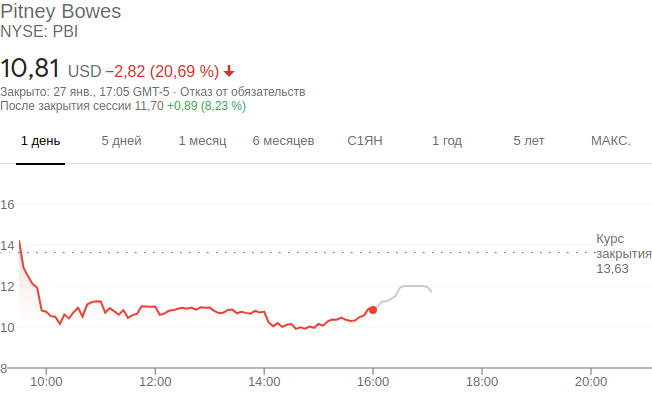 Pitney Bowes
NYSE: PBI
10,81 USD −2,82 (20,69 %)
Закрыто: 27 янв., 17:05 GMT-5 · Отказ от обязательств
После закрытия сессии 11,70 +0,89 (8,23 %)
1 день 5 дней 1 месяц 6 месяцев С1ЯН 1 год 5 лет МАКС.
16
14
Курс
закрытия
13,63
12
10
8
10:00 12:00 14:00 16:00 18:00 20:00